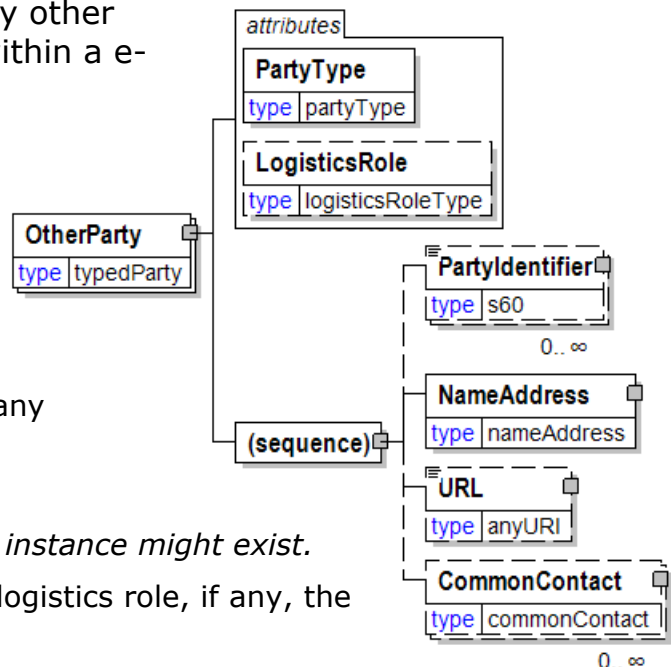 y other
ithin a e-
attributes
PartyType
type partyType
LogisticsRole
type logisticsRoleType
OtherParty
type typedParty
PartyIdentifier
type s60
0.. ∞
any
NameAddress
type nameAddress
(sequence)
URL
type anyURI
instance might exist.
logistics role, if any, the
CommonContact
type commonContact
0.. ∞